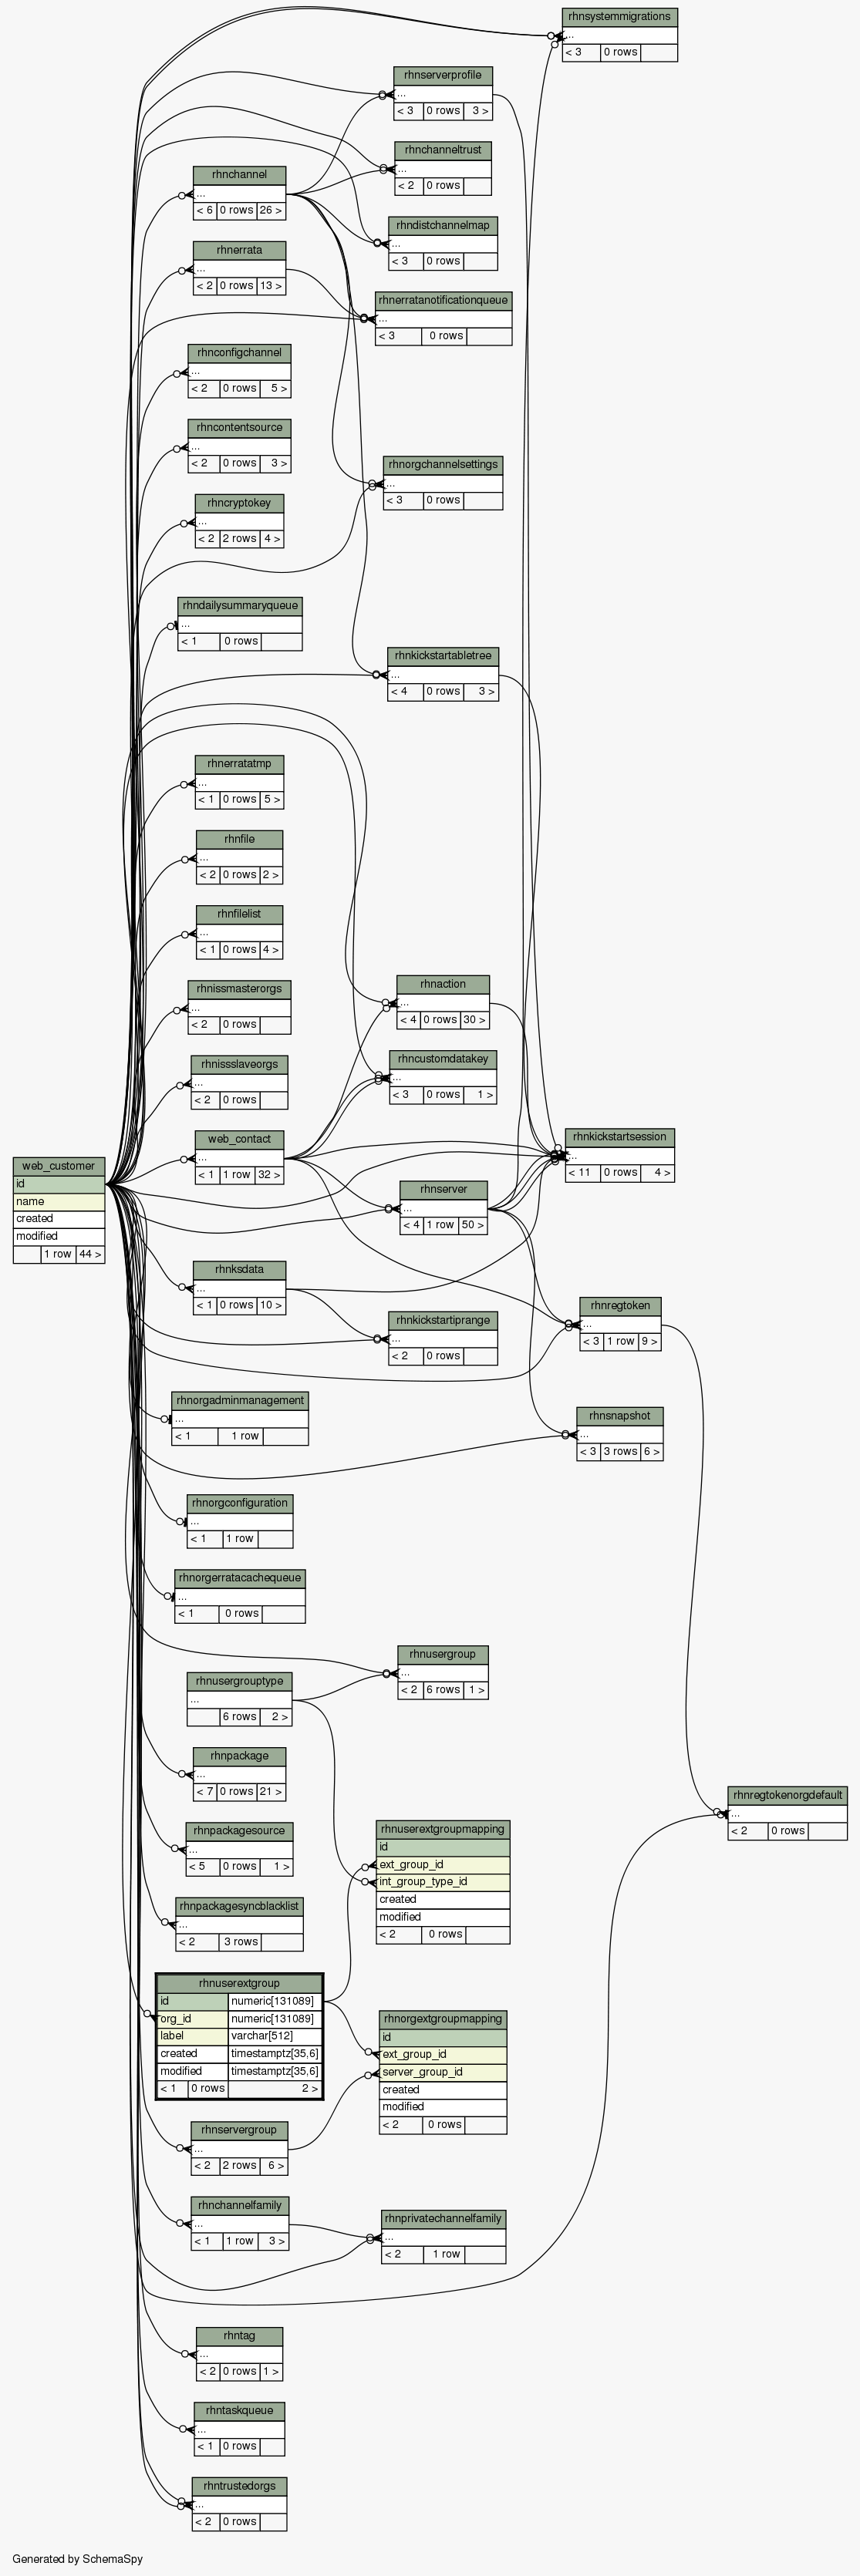 rhnsystemmigrations
...
< 3 0 rows
rhnserverprofile
...
< 3 0 rows 3 >
rhnchanneltrust
...
< 2 0 rows
rhnchannel
...
< 6 0 rows 26 >
rhndistchannelmap
...
< 3 0 rows
rhnerrata
...
< 2 0 rows 13 >
rhnerratanotificationqueue
...
< 3 0 rows
rhnconfigchannel
...
< 2 0 rows 5 >
rhncontentsource
...
< 2 0 rows 3 >
rhnorgchannelsettings
...
< 3 0 rows
rhncryptokey
...
< 2 2 rows 4 >
rhndailysummaryqueue
...
< 1 0 rows
rhnkickstartabletree
...
< 4 0 rows 3 >
rhnerratatmp
...
< 1 0 rows 5 >
rhnfile
...
< 2 0 rows 2 >
rhnfilelist
...
< 1 0 rows 4 >
rhnissmasterorgs
...
< 2 0 rows
rhnaction
...
< 4 0 rows 30 >
rhnissslaveorgs
...
< 2 0 rows
rhncustomdatakey
...
< 3 0 rows 1 >
web_contact
...
< 1 1 row 32 >
rhnkickstartsession
...
< 11 0 rows 4 >
web_customer
id
name
created
modified
1 row 44 >
rhnserver
...
< 4 1 row 50 >
rhnksdata
...
< 1 0 rows 10 >
rhnkickstartiprange
...
< 2 0 rows
rhnregtoken
...
< 3 1 row 9 >
rhnorgadminmanagement
...
< 1 1 row
rhnsnapshot
...
< 3 3 rows 6 >
rhnorgconfiguration
...
< 1 1 row
rhnorgerratacachequeue
...
< 1 0 rows
rhnusergroup
...
< 2 6 rows 1 >
rhnusergrouptype
...
6 rows 2 >
rhnpackage
...
< 7 0 rows 21 >
rhnregtokenorgdefault
...
< 2 0 rows
rhnpackagesource
...
< 5 0 rows 1 >
rhnuserextgroupmapping
id
ext_group_id
int_group_type_id
created
modified
< 2 0 rows
rhnpackagesyncblacklist
...
< 2 3 rows
rhnuserextgroup
id numeric[131089]
org_id numeric[131089]
label varchar[512]
created timestamptz[35,6]
modified timestamptz[35,6]
< 1 0 rows 2 >
rhnorgextgroupmapping
id
ext_group_id
server_group_id
created
modified
< 2 0 rows
rhnservergroup
...
< 2 2 rows 6 >
rhnchannelfamily
...
< 1 1 row 3 >
rhnprivatechannelfamily
...
< 2 1 row
rhntag
...
< 2 0 rows 1 >
rhntaskqueue
...
< 1 0 rows
rhntrustedorgs
...
< 2 0 rows
Generated by SchemaSpy